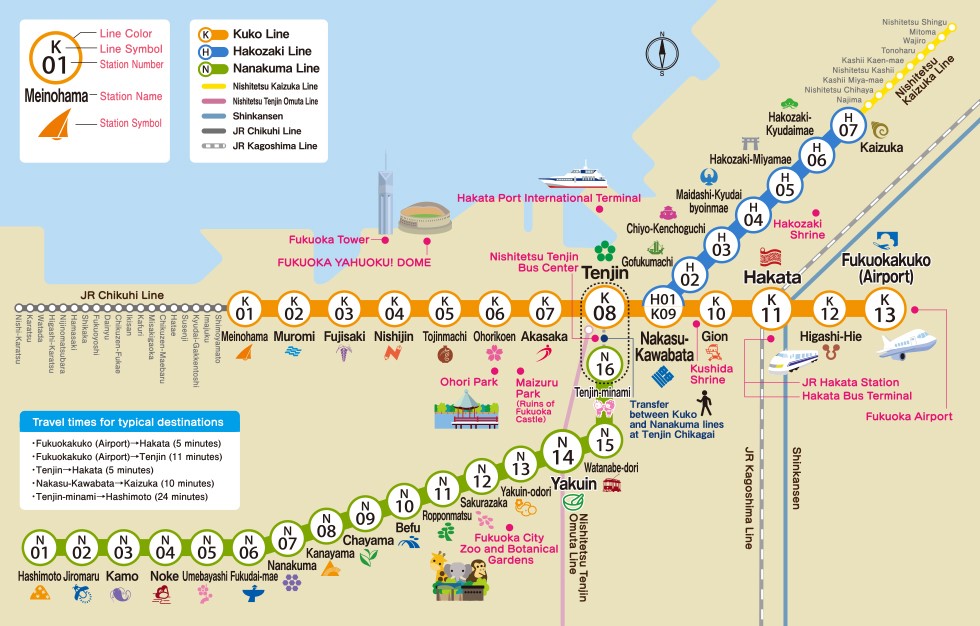 K
01
Meinohama
Line Color
Line Symbol
Station Number
Station Name
Station Symbol
K Kuko Line
H Hakozaki Line
N Nanakuma Line
Nishitetsu Kaizuka Line
Nishitetsu Tenjin Omuta Line
Shinkansen
JR Chikuhi Line
JR Kagoshima Line
N
S
Nishitetsu Shingu
Mitoma
Wajiro
Tonoharu
Kashii Kaen-mae
Nishitetsu Kashii
Kashii Miya-mae
Nishitetsu Chihaya
Najima
Nishitetsu
Kaizuka Line
Hakozaki-
Kyudaimae
H
07
Kaizuka
H
06
Hakozaki-Miyamae
H
05
Maidashi-Kyudai
byoinmae
H
04
Hakozaki
Shrine
Chiyo-Kenchoguchi
H
03
Gofukumachi
H
02
Hakata Port International Terminal
Fukuoka Tower
FUKUOKA YAHUOKU! DOME
Nishitetsu Tenjin
Bus Center
Tenjin
Hakata
Fukuokakuko
(Airport)
JR Chikuhi Line
Nishi-Karatsu
Karatsu
Watada
Higashi-Karatsu
Nijinomatsubara
Hamasaki
Shikaka
Fukuyoshi
Dainyu
Chikuzen-Fukae
Ikisan
Kafuri
Misakigaoka
Chikuzen-Maebaru
Hatae
Susenji
Kyudai-Gakkentoshi
Imajuku
Shimoyamato
K
01
K
02
K
03
K
04
K
05
K
06
K
07
K
08
H01
K09
K
10
K
11
K
12
K
13
Meinohama
Muromi
Fujisaki
Nishijin
Tojinmachi
Ohorikoen
Akasaka
Nakasu-
Kawabata
Gion
Higashi-Hie
N
16
Tenjin-minami
Kushida
Shrine
Ohori Park
Maizuru
Park
(Ruins of
Fukuoka
Castle)
JR Hakata Station
Hakata Bus Terminal
Fukuoka Airport
Transfer
between Kuko
and Nanakuma lines
at Tenjin Chikagai
Travel times for typical destinations
・Fukuokakuko (Airport)→Hakata (5 minutes)
・Fukuokakuko (Airport)→Tenjin (11 minutes)
・Tenjin→Hakata (5 minutes)
・Nakasu-Kawabata→Kaizuka (10 minutes)
・Tenjin-minami→Hashimoto (24 minutes)
N
15
Watanabe-dori
N
14
Yakuin
N
13
Yakuin-odori
N
12
Sakurazaka
N
11
Ropponmatsu
N
10
Befu
N
09
Chayama
N
08
Kanayama
N
07
Nanakuma
N
06
Fukudai-mae
N
05
Umebayashi
N
04
Noke
N
03
Kamo
N
02
Jiromaru
N
01
Hashimoto
Fukuoka City
Zoo and Botanical
Gardens
Nishitetsu Tenjin
Omuta Line
JR Kagoshima Line
Shinkansen